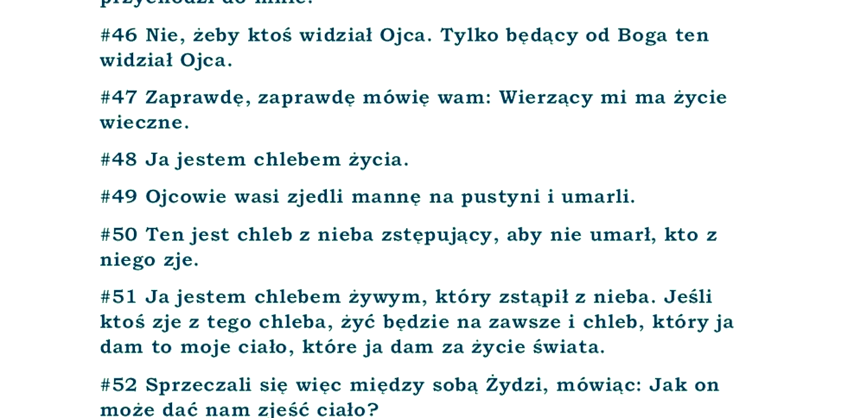 przychodzi do mnie.
#46 Nie, żeby ktoś widział Ojca. Tylko będący od Boga ten
widział Ojca.
#47 Zaprawdę, zaprawdę mówię wam: Wierzący mi ma życie
wieczne.
#48 Ja jestem chlebem życia.
#49 Ojcowie wasi zjedli mannę na pustyni i umarli.
#50 Ten jest chleb z nieba zstępujący, aby nie umarł, kto z
niego zje.
#51 Ja jestem chlebem żywym, który zstąpił z nieba. Jeśli
ktoś zje z tego chleba, żyć będzie na zawsze i chleb, który ja
dam to moje ciało, które ja dam za życie świata.
#52 Sprzeczali się więc między sobą Żydzi, mówiąc: Jak on
może dać nam zjeść ciało?